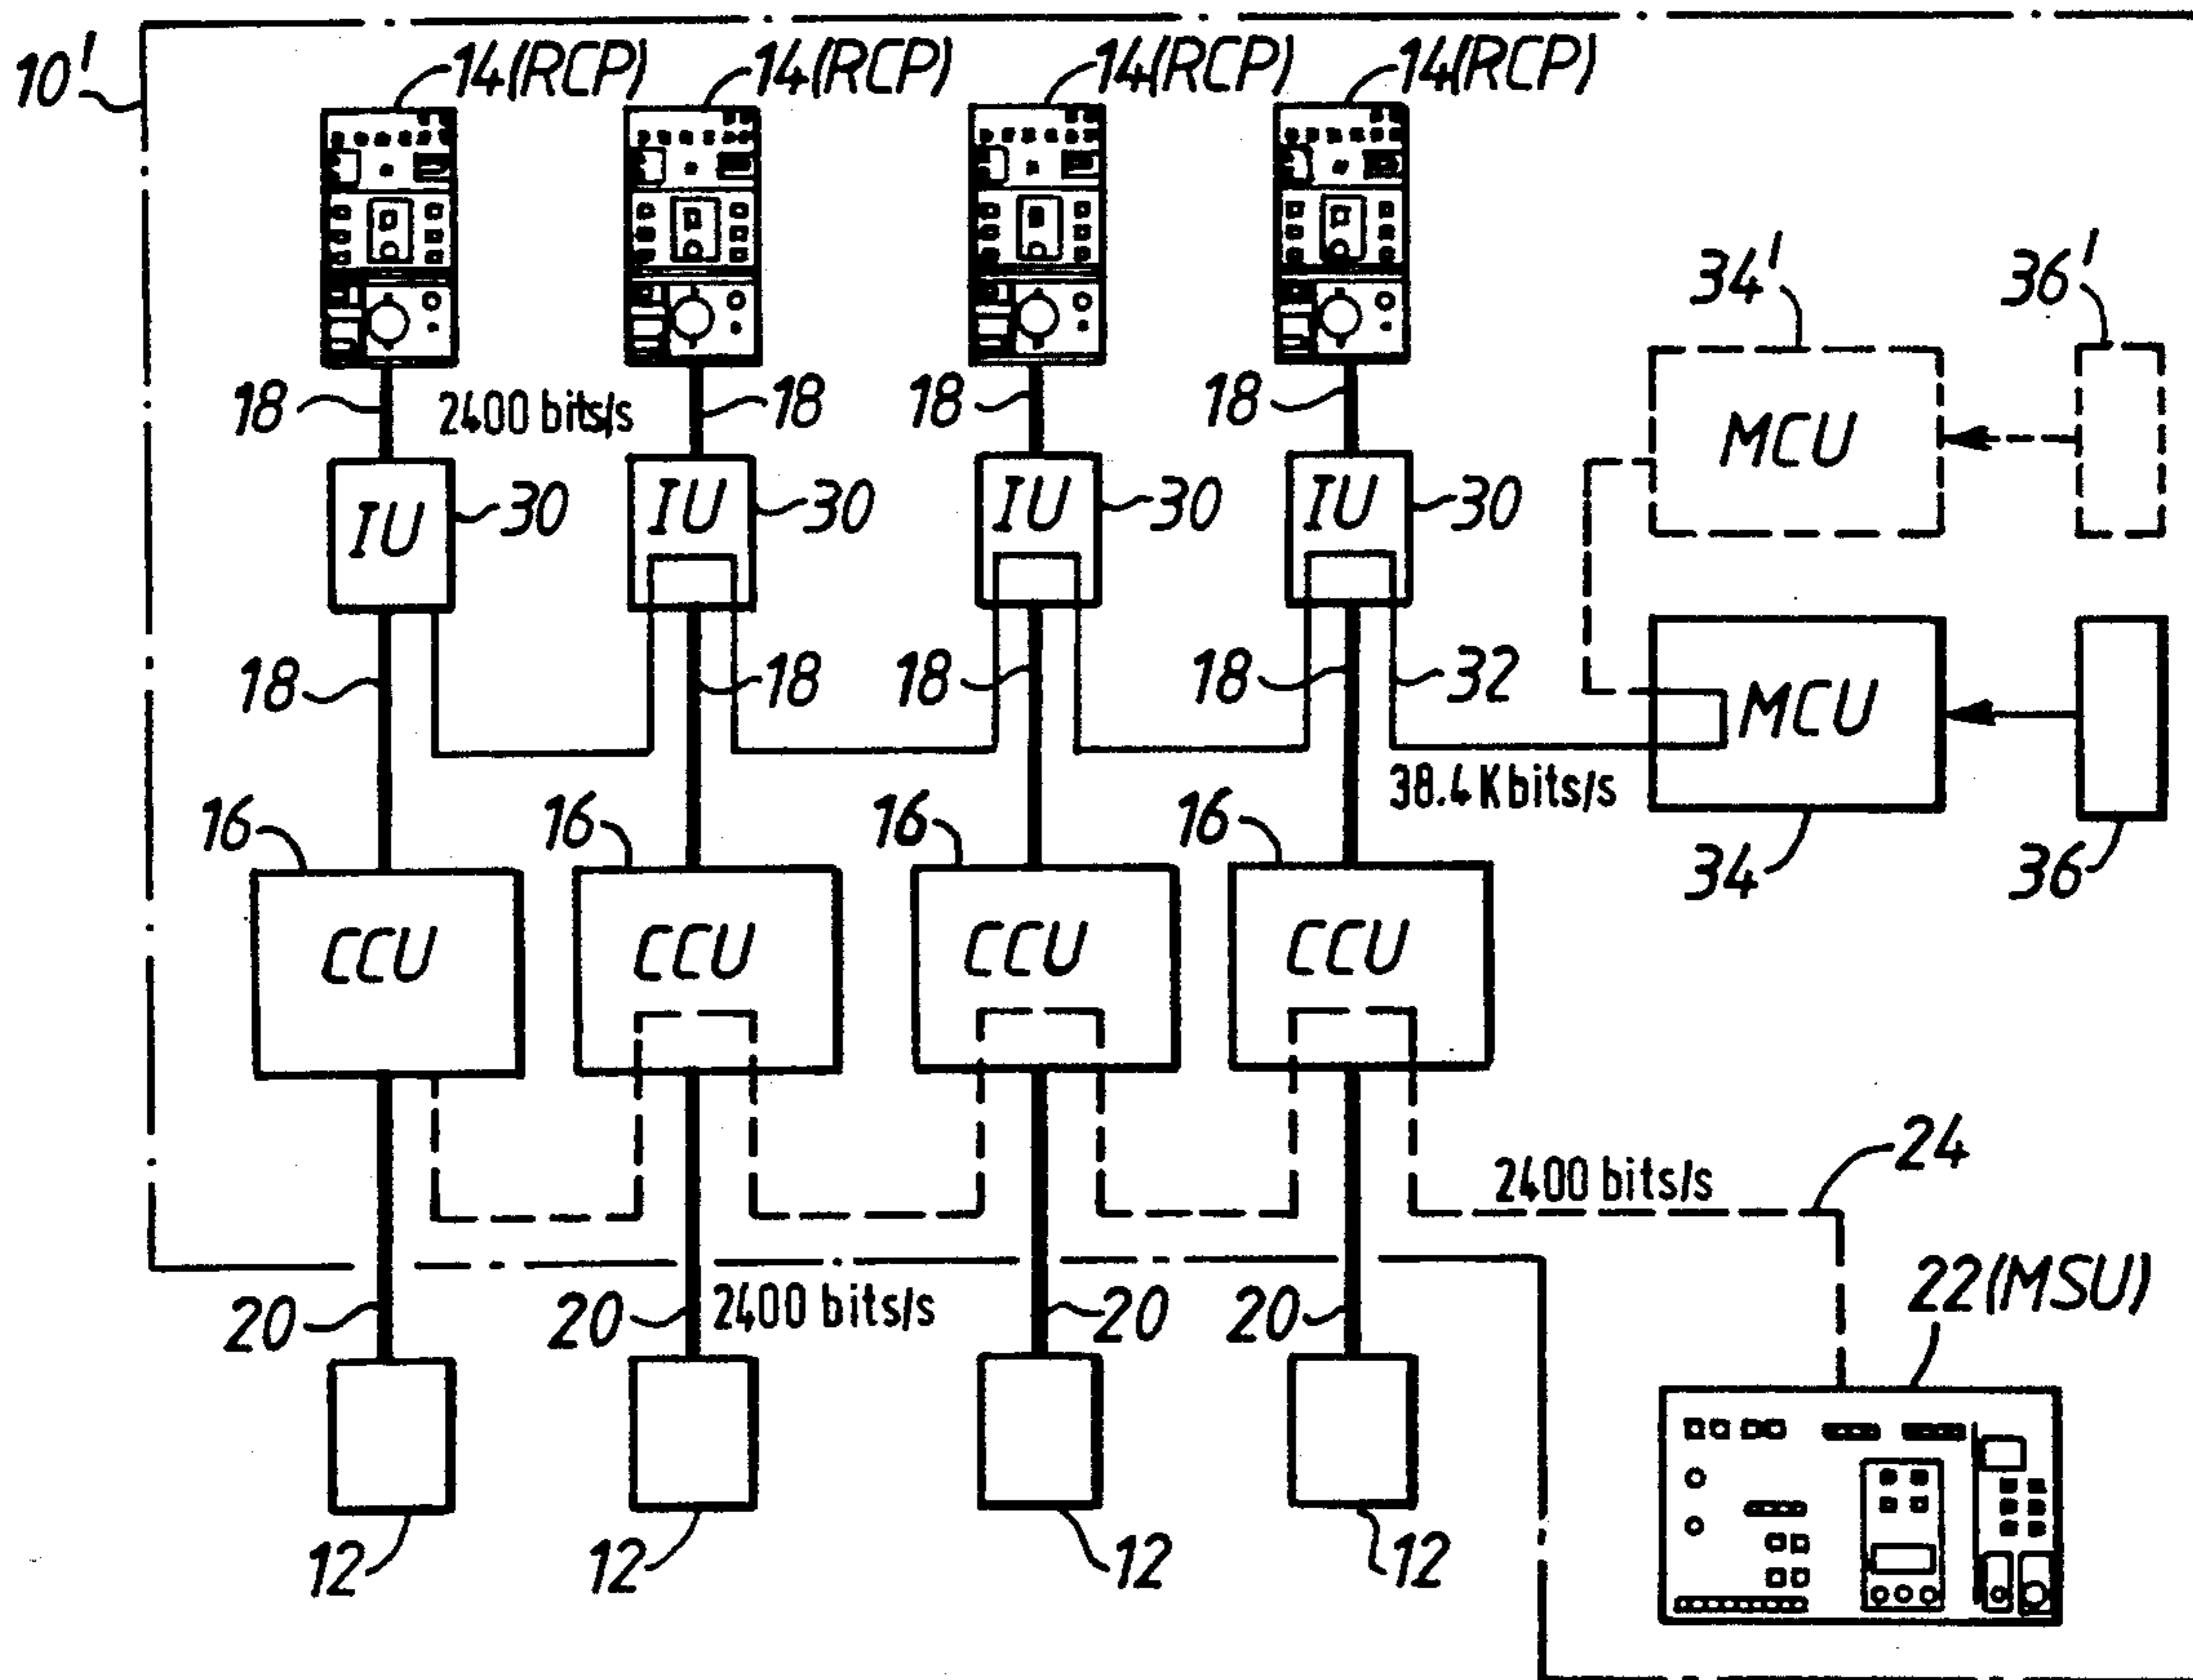 10' 14(RCP) 14(RCP) 14(RCP) 14(RCP)
34' 36'
18 2400 bits/s 18 18 18
MCU
IU 30 IU 30 IU 30 IU 30
18 18 18 18 32
MCU
38.4 K bits/s
16 16 16 16
34 36
CCU CCU CCU CCU
24
2400 bits/s
22(MSU)
20 20 2400 bits/s 20 20
12 12 12 12